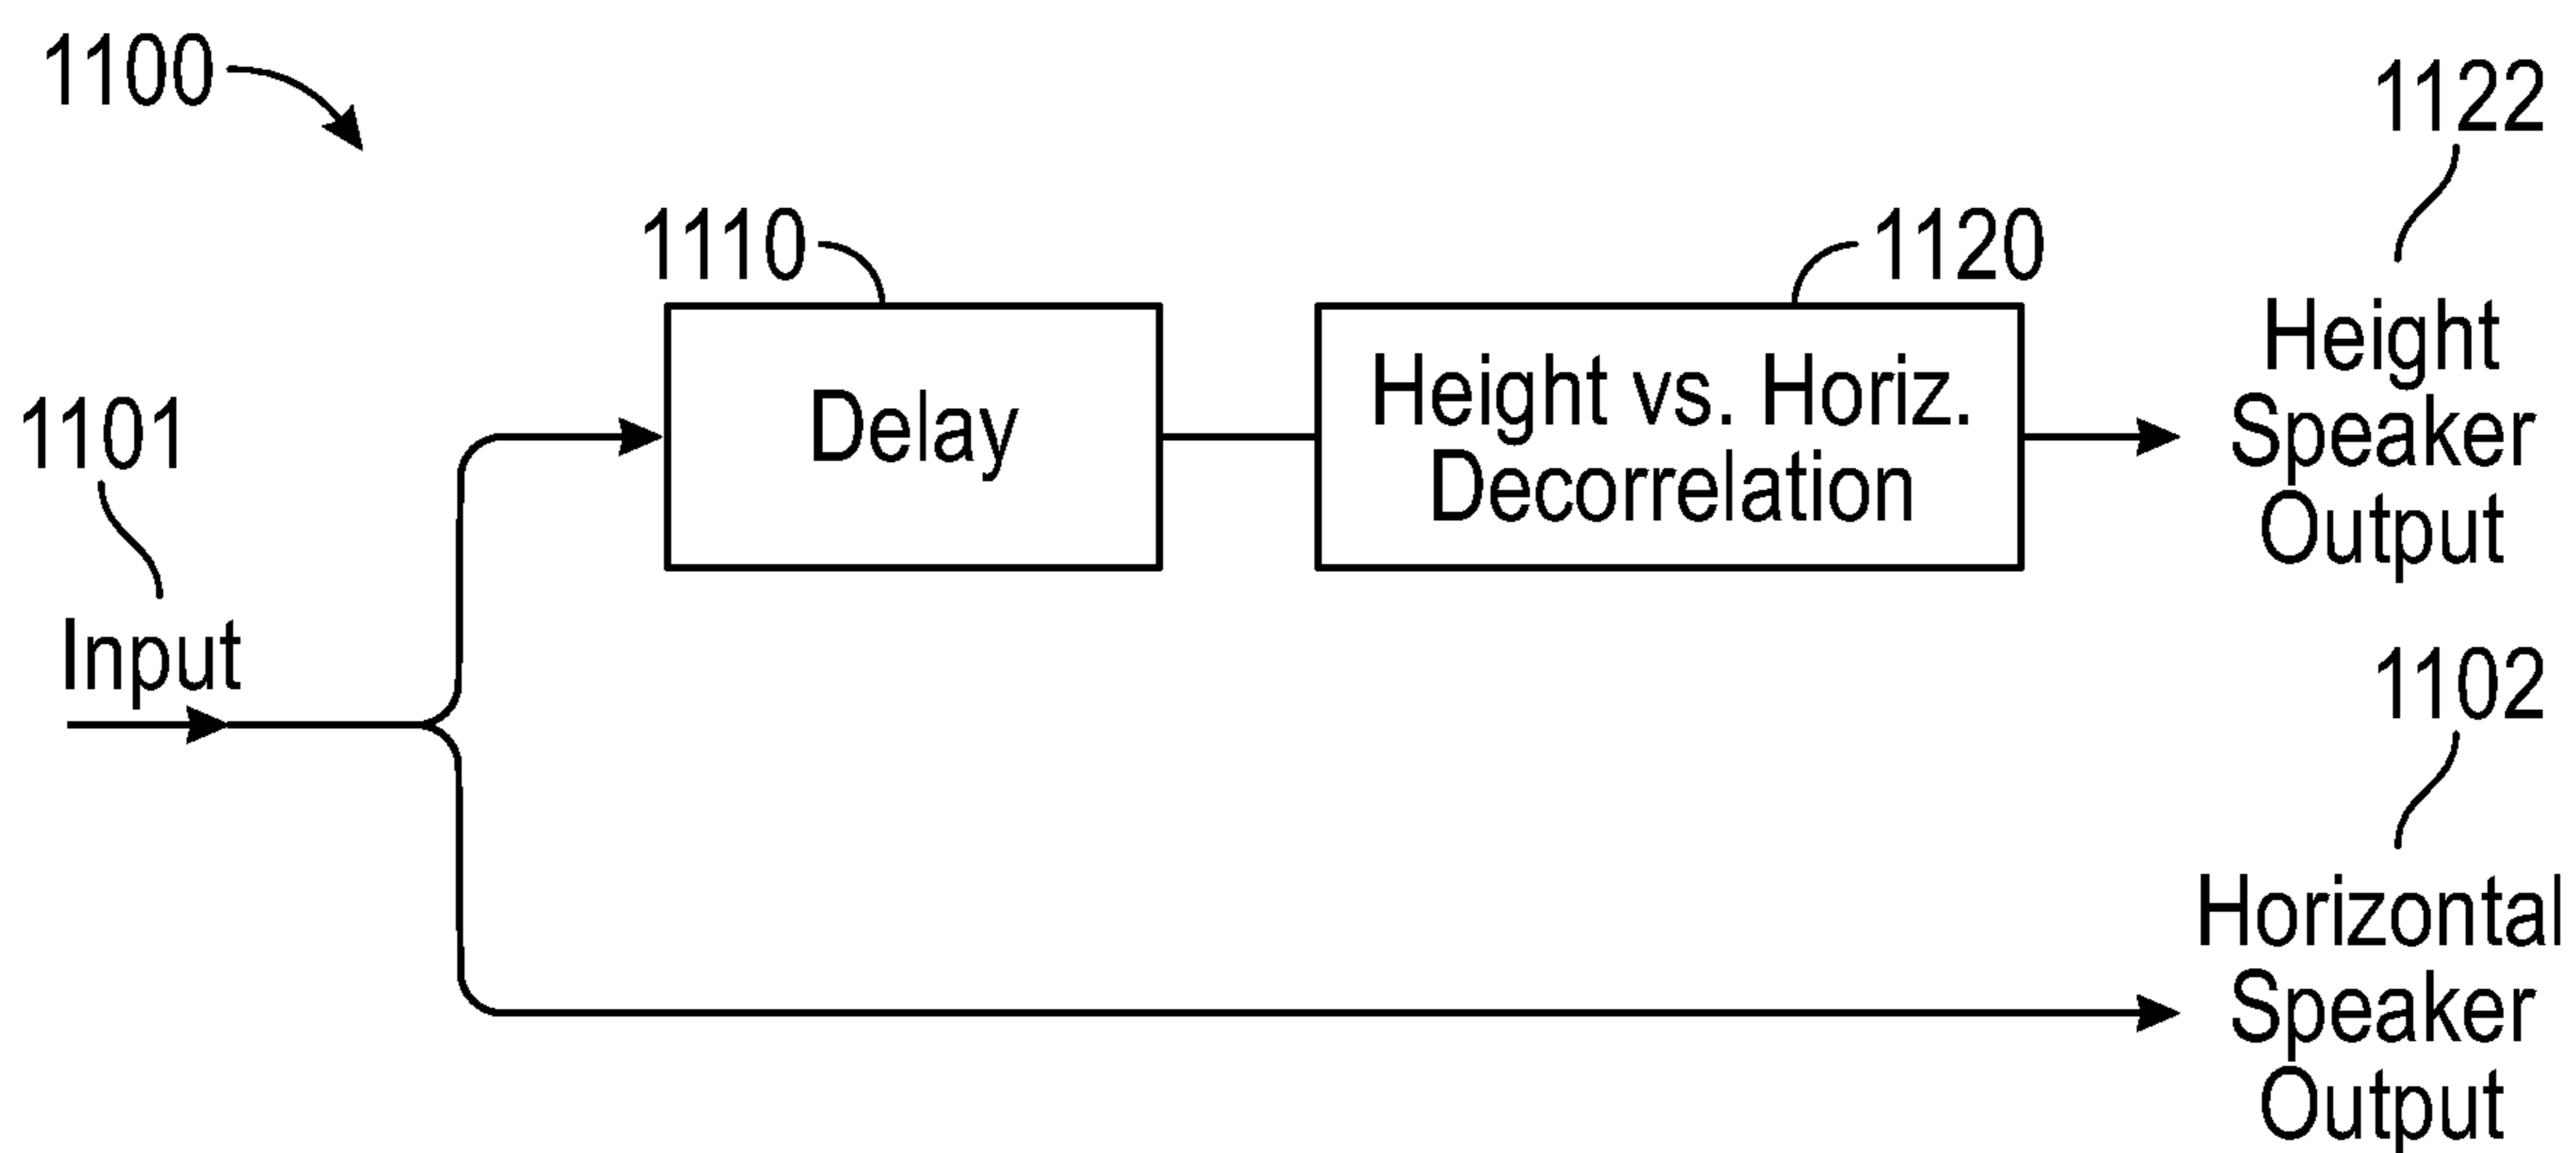 1100
1122
1110
1120
Height
Speaker
Output
Delay
Height vs. Horiz.
Decorrelation
1101
Input
1102
Horizontal
Speaker
Output